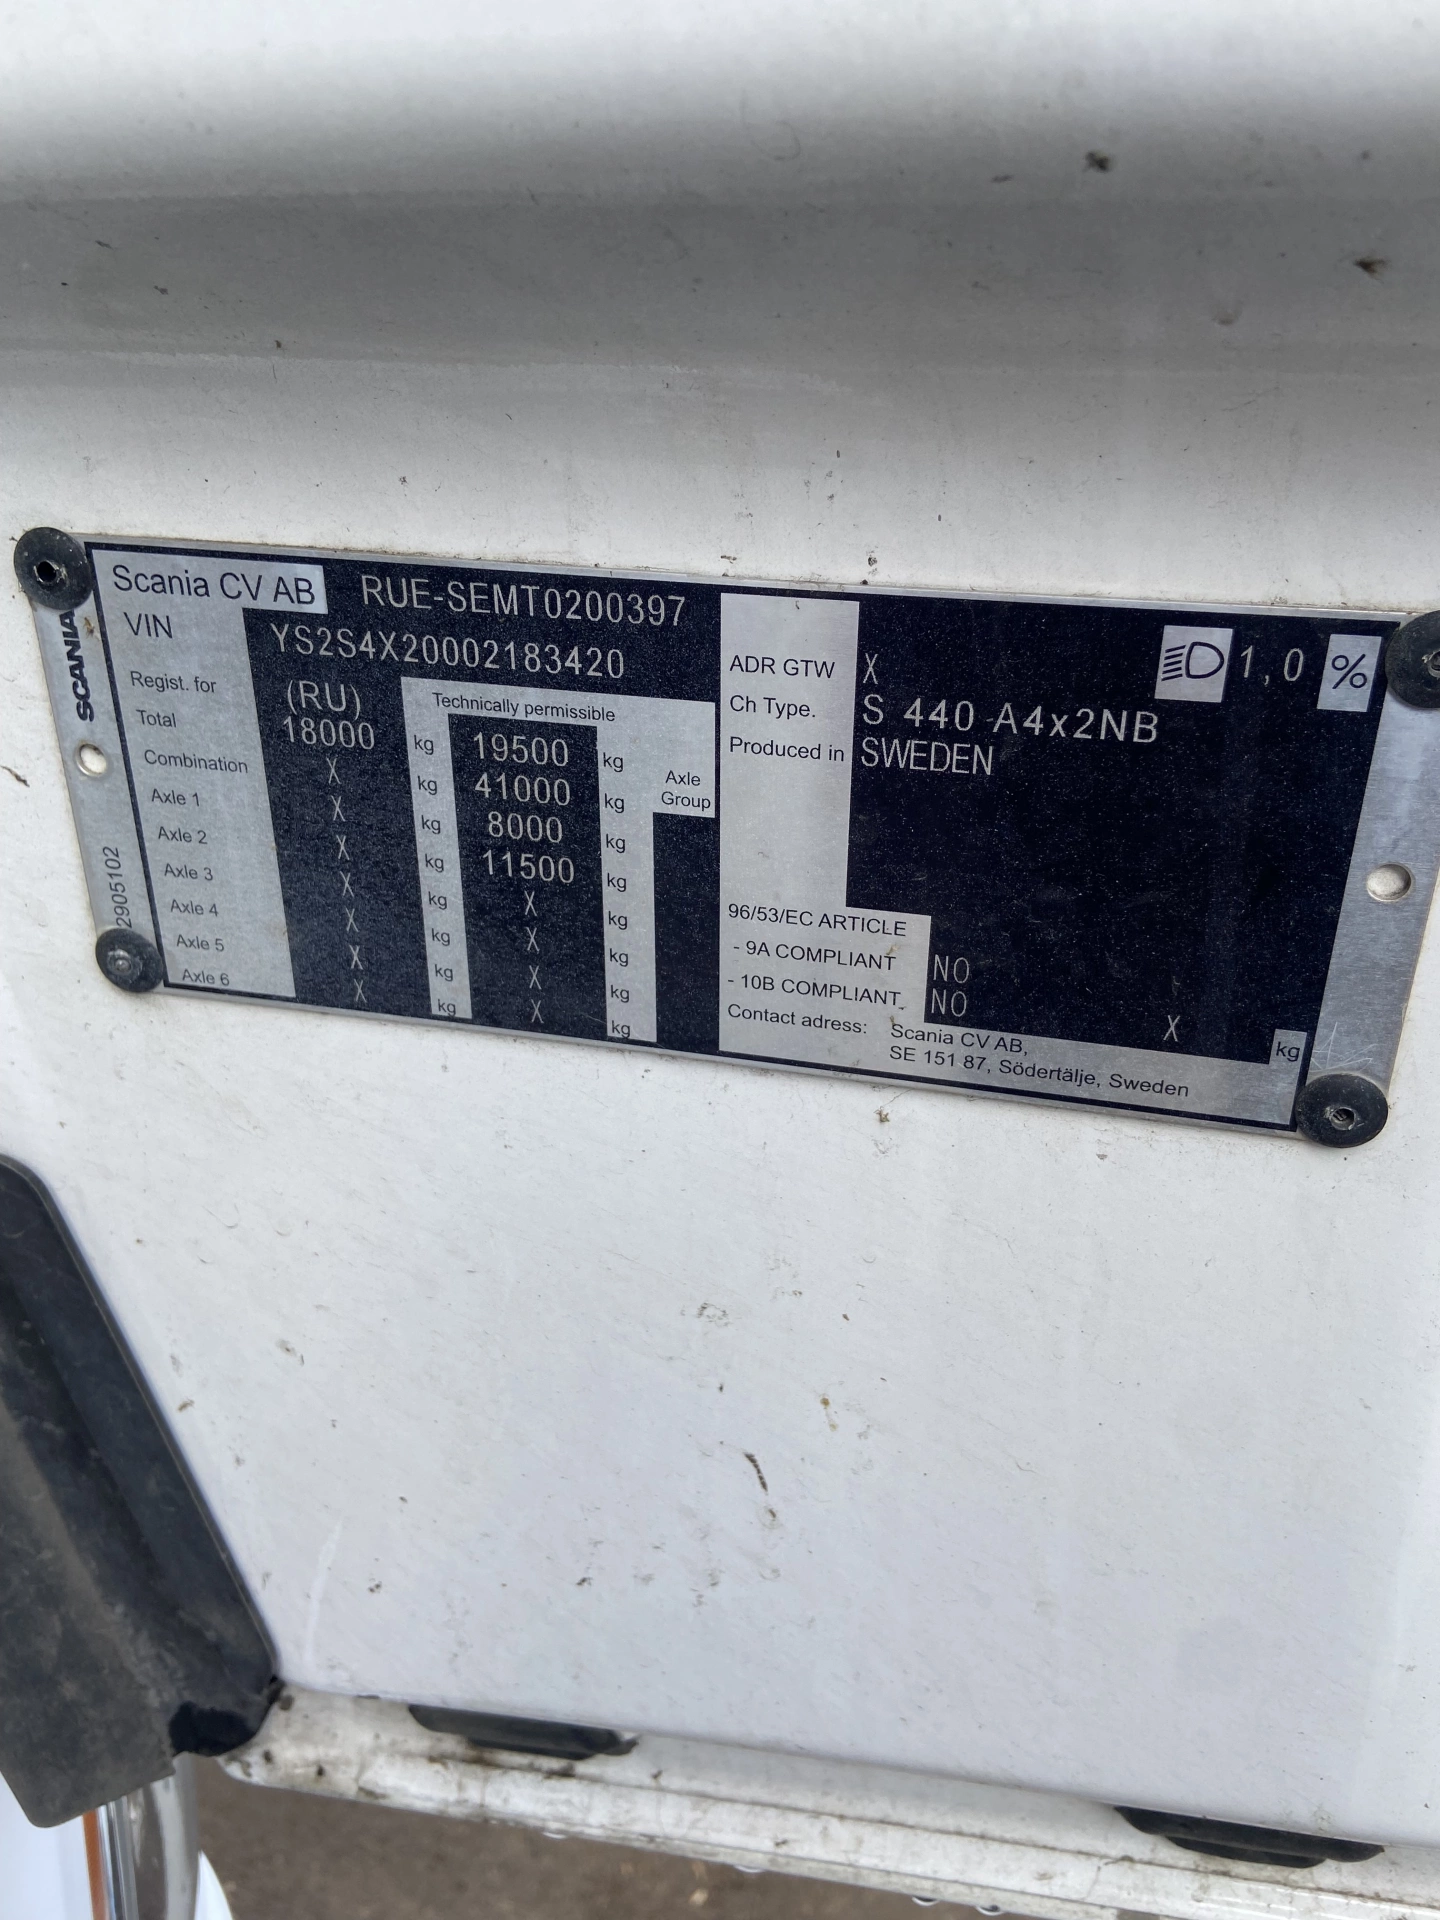 SCANIA
2905102
Scania CV AB RUE-SEMT0200397
VIN YS2S4X20002183420
Regist. for (RU) Technically permissible
Total 18000 kg 19500 kg
Combination X kg 41000 kg
Axle Group
Axle 1 X kg 8000 kg
Axle 2 X kg 11500 kg
Axle 3 X kg X kg
Axle 4 X kg X kg
Axle 5 X kg X kg
Axle 6 X kg X kg
ADR GTW X 1,0 %
Ch Type. S 440 A4x2NB
Produced in SWEDEN
96/53/EC ARTICLE
- 9A COMPLIANT NO
- 10B COMPLIANT NO X kg
Contact adress: Scania CV AB,
SE 151 87, Södertälje, Sweden